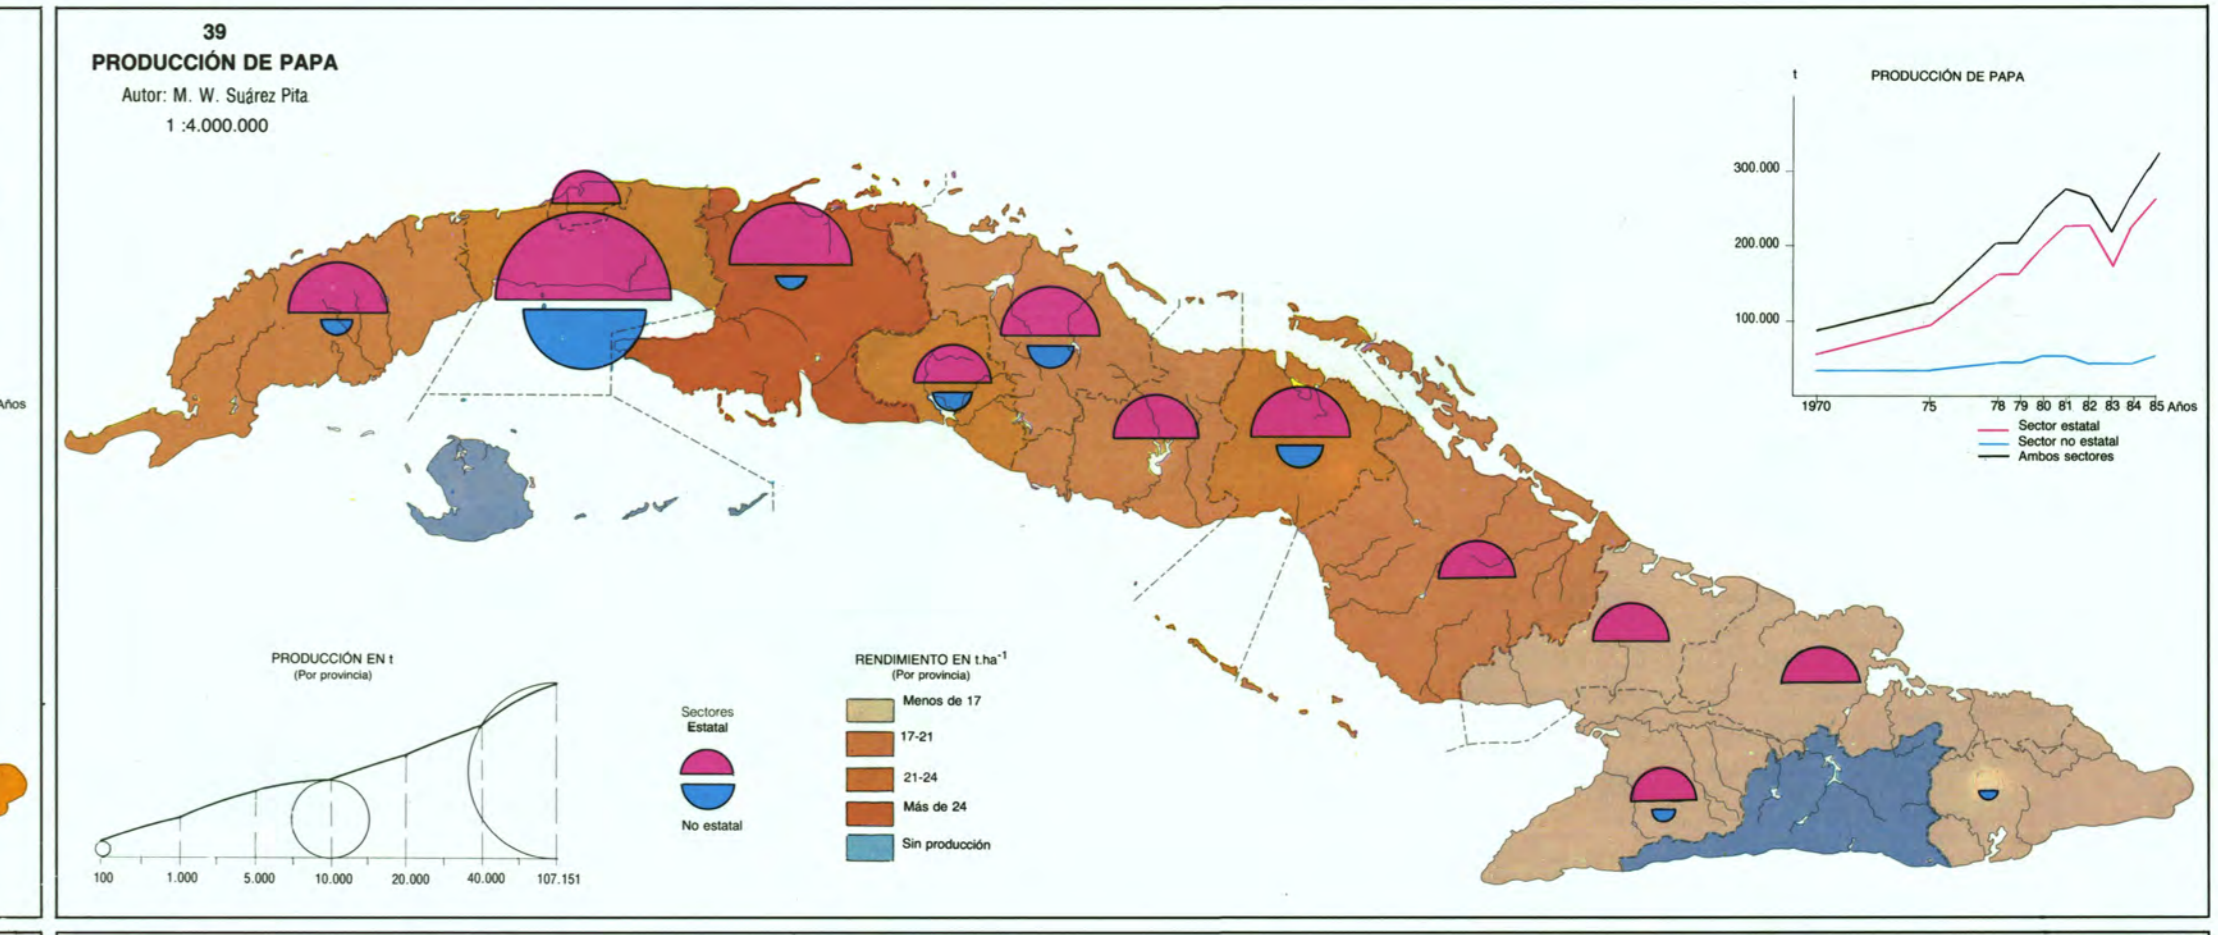 39
PRODUCCIÓN DE PAPA
Autor: M. W. Suárez Pita
1 :4.000.000
t
PRODUCCIÓN DE PAPA
300.000
200.000
100.000
1970 75 78 79 80 81 82 83 84 85 Años
Sector estatal
Sector no estatal
Ambos sectores
Años
PRODUCCIÓN EN t
(Por provincia)
100 1.000 5.000 10.000 20.000 40.000 107.151
Sectores
Estatal
No estatal
RENDIMIENTO EN t.ha⁻¹
(Por provincia)
Menos de 17
17-21
21-24
Más de 24
Sin producción